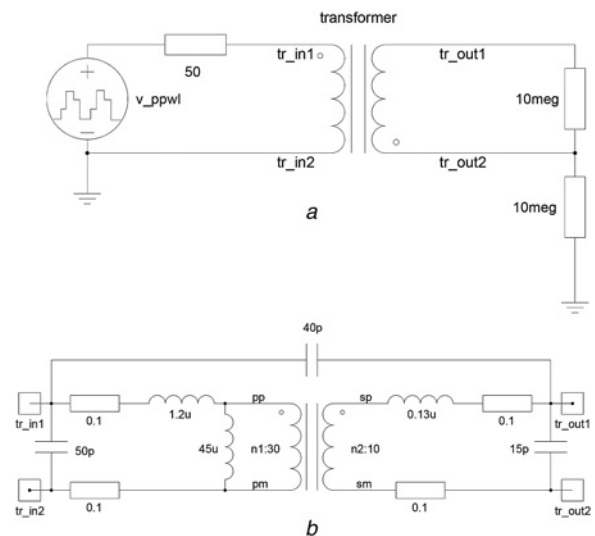 transformer
tr_in1
tr_out1
50
v_ppwl
10meg
tr_in2
tr_out2
a
10meg
40p
pp
sp
tr_in1
0.1
1.2u
0.13u
0.1
tr_out1
50p
45u
n1:30
n2:10
15p
pm
sm
tr_in2
0.1
0.1
tr_out2
b